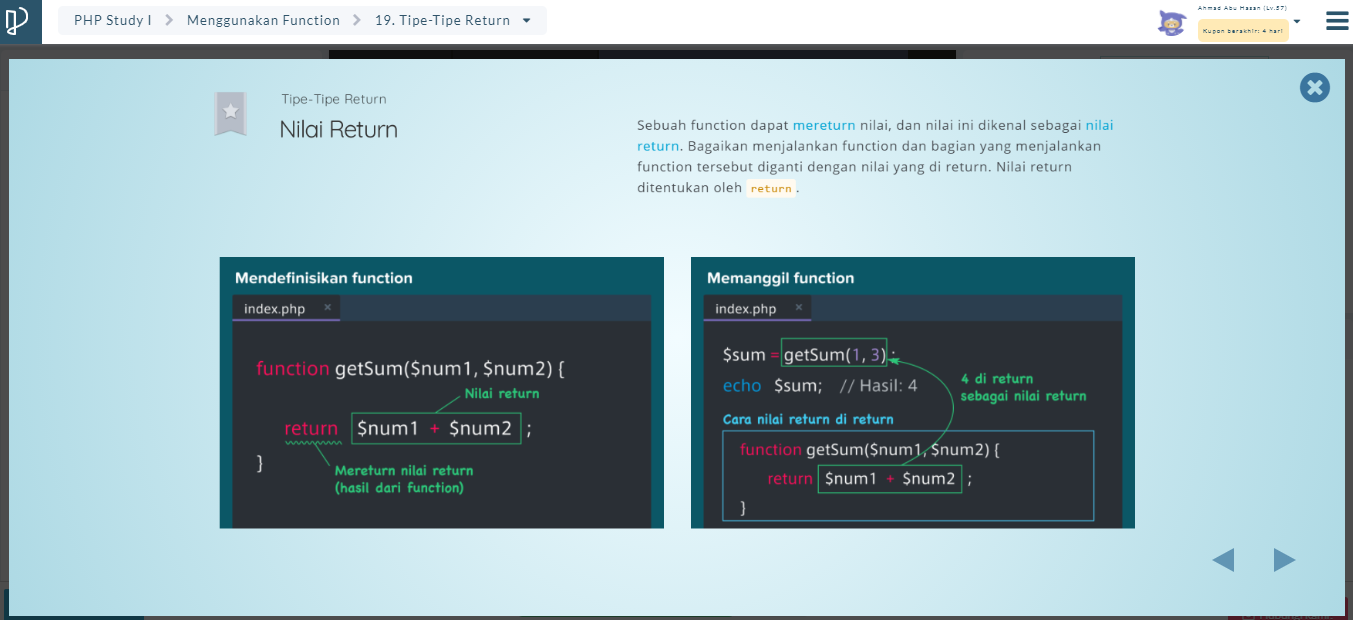 PHP Study I
Menggunakan Function
19. Tipe-Tipe Return
Ahmad Abu Hasan (Lv.57)
Kupon berakhir: 4 hari
Tipe-Tipe Return
Nilai Return
Sebuah function dapat mereturn nilai, dan nilai ini dikenal sebagai nilai
return. Bagaikan menjalankan function dan bagian yang menjalankan
function tersebut diganti dengan nilai yang di return. Nilai return
ditentukan oleh return.
Mendefinisikan function
index.php ×
function getSum($num1, $num2) {
Nilai return
return $num1 + $num2 ;
}
Mereturn nilai return
(hasil dari function)
Memanggil function
index.php ×
$sum = getSum(1, 3) ;
echo $sum; // Hasil: 4
4 di return
sebagai nilai return
Cara nilai return di return
function getSum($num1, $num2) {
return $num1 + $num2 ;
}